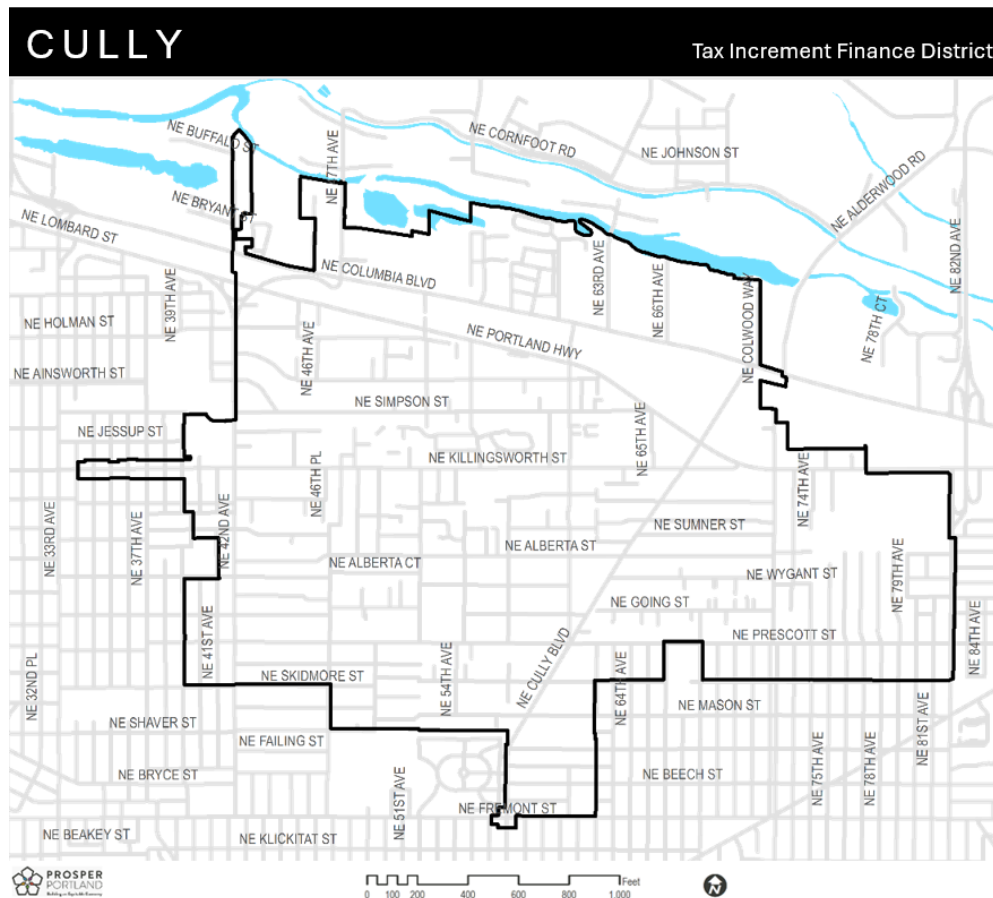 CULLY
Tax Increment Finance District
NE BUFFALO ST
NE 47TH AVE
NE CORNFOOT RD
NE JOHNSON ST
NE ALDERWOOD RD
NE BRYANT ST
NE LOMBARD ST
NE 82ND AVE
NE COLUMBIA BLVD
NE 63RD AVE
NE 66TH AVE
NE COLWOOD WAY
NE 78TH CT
NE 39TH AVE
NE HOLMAN ST
NE 46TH AVE
NE PORTLAND HWY
NE AINSWORTH ST
NE SIMPSON ST
NE JESSUP ST
NE 65TH AVE
NE KILLINGSWORTH ST
NE 46TH PL
NE 74TH AVE
NE 33RD AVE
NE 37TH AVE
NE 42ND AVE
NE SUMNER ST
NE ALBERTA ST
NE ALBERTA CT
NE WYGANT ST
NE 79TH AVE
NE GOING ST
NE 41ST AVE
NE PRESCOTT ST
NE 84TH AVE
NE 32ND PL
NE SKIDMORE ST
NE 54TH AVE
NE CULLY BLVD
NE 64TH AVE
NE MASON ST
NE SHAVER ST
NE FAILING ST
NE 81ST AVE
NE BRYCE ST
NE 51ST AVE
NE BEECH ST
NE 75TH AVE
NE 78TH AVE
NE FREMONT ST
NE BEAKEY ST
NE KLICKITAT ST
PROSPER
PORTLAND
Building an Equitable Economy
Feet
0 100 200 400 600 800 1,000
N